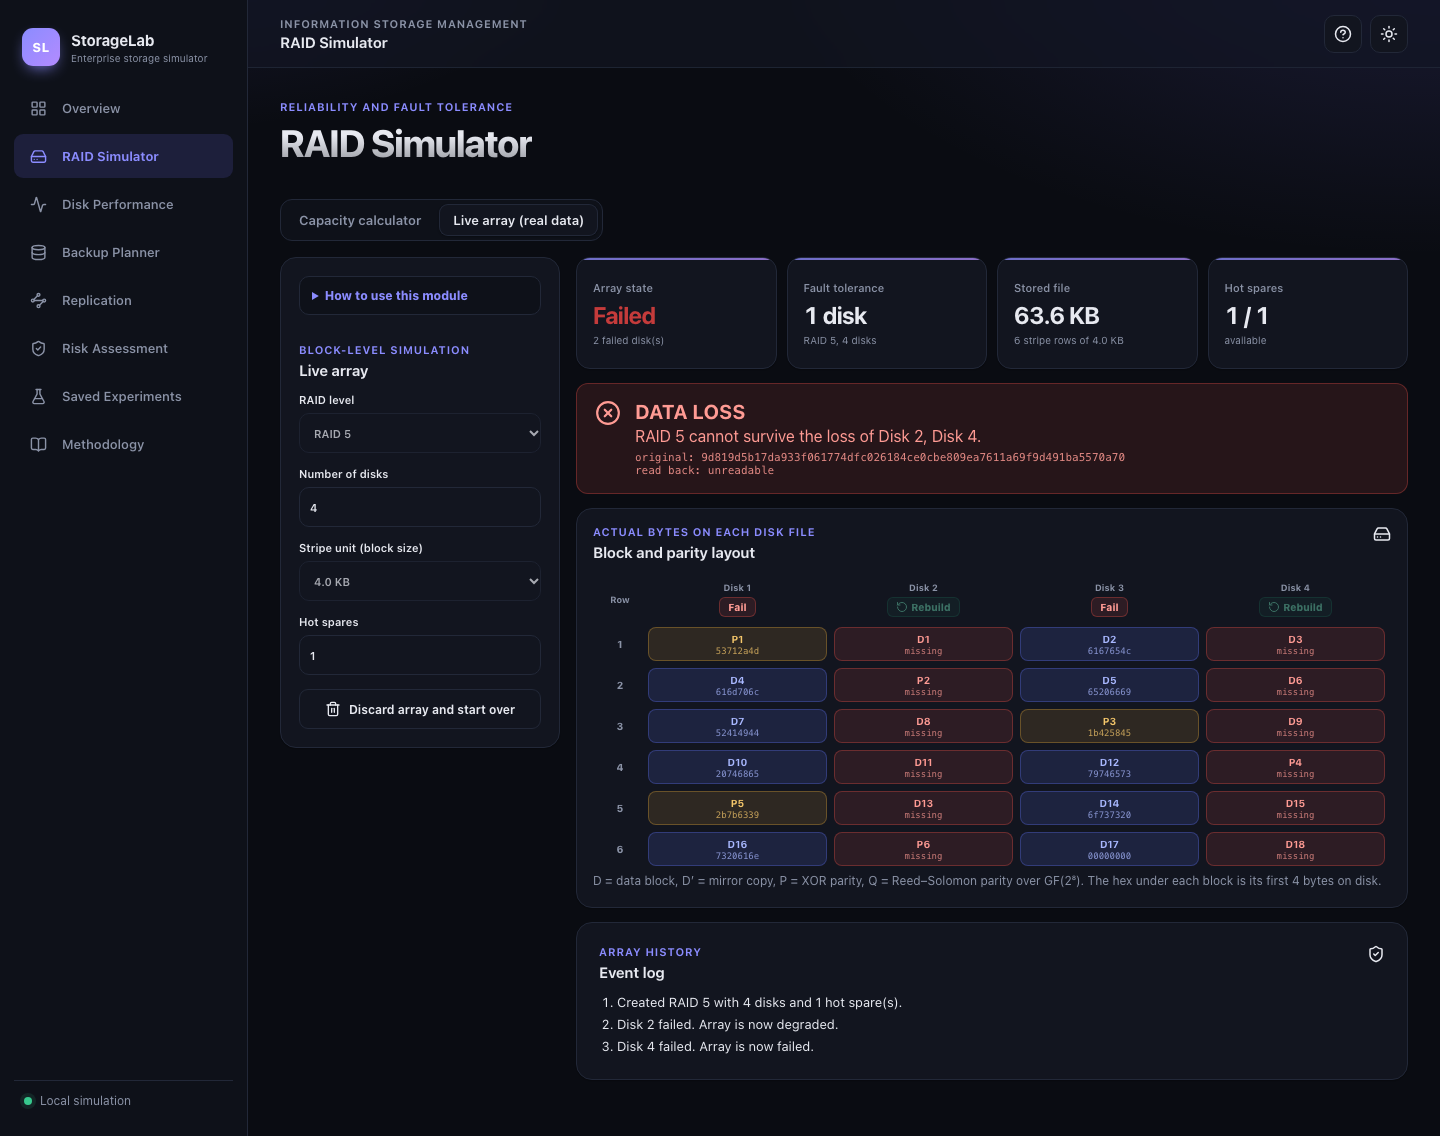 SL
StorageLab
Enterprise storage simulator
Overview
RAID Simulator
Disk Performance
Backup Planner
Replication
Risk Assessment
Saved Experiments
Methodology
Local simulation
INFORMATION STORAGE MANAGEMENT
RAID Simulator
RELIABILITY AND FAULT TOLERANCE
RAID Simulator
Capacity calculator
Live array (real data)
How to use this module
BLOCK-LEVEL SIMULATION
Live array
RAID level
RAID 5
Number of disks
4
Stripe unit (block size)
4.0 KB
Hot spares
1
Discard array and start over
Array state
Failed
2 failed disk(s)
Fault tolerance
1 disk
RAID 5, 4 disks
Stored file
63.6 KB
6 stripe rows of 4.0 KB
Hot spares
1 / 1
available
DATA LOSS
RAID 5 cannot survive the loss of Disk 2, Disk 4.
original: 9d819d5b17da933f061774dfc026184ce0cbe809ea7611a69f9d491ba5570a70
read back: unreadable
ACTUAL BYTES ON EACH DISK FILE
Block and parity layout
Row Disk 1 Disk 2 Disk 3 Disk 4
Fail Rebuild Fail Rebuild
1 P1 D1 D2 D3
53712a4d missing 6167654c missing
2 D4 P2 D5 D6
616d706c missing 65206669 missing
3 D7 D8 P3 D9
52414944 missing 1b425845 missing
4 D10 D11 D12 P4
20746865 missing 79746573 missing
5 P5 D13 D14 D15
2b7b6339 missing 6f737320 missing
6 D16 P6 D17 D18
7320616e missing 00000000 missing
D = data block, D′ = mirror copy, P = XOR parity, Q = Reed–Solomon parity over GF(2⁸). The hex under each block is its first 4 bytes on disk.
ARRAY HISTORY
Event log
1. Created RAID 5 with 4 disks and 1 hot spare(s).
2. Disk 2 failed. Array is now degraded.
3. Disk 4 failed. Array is now failed.